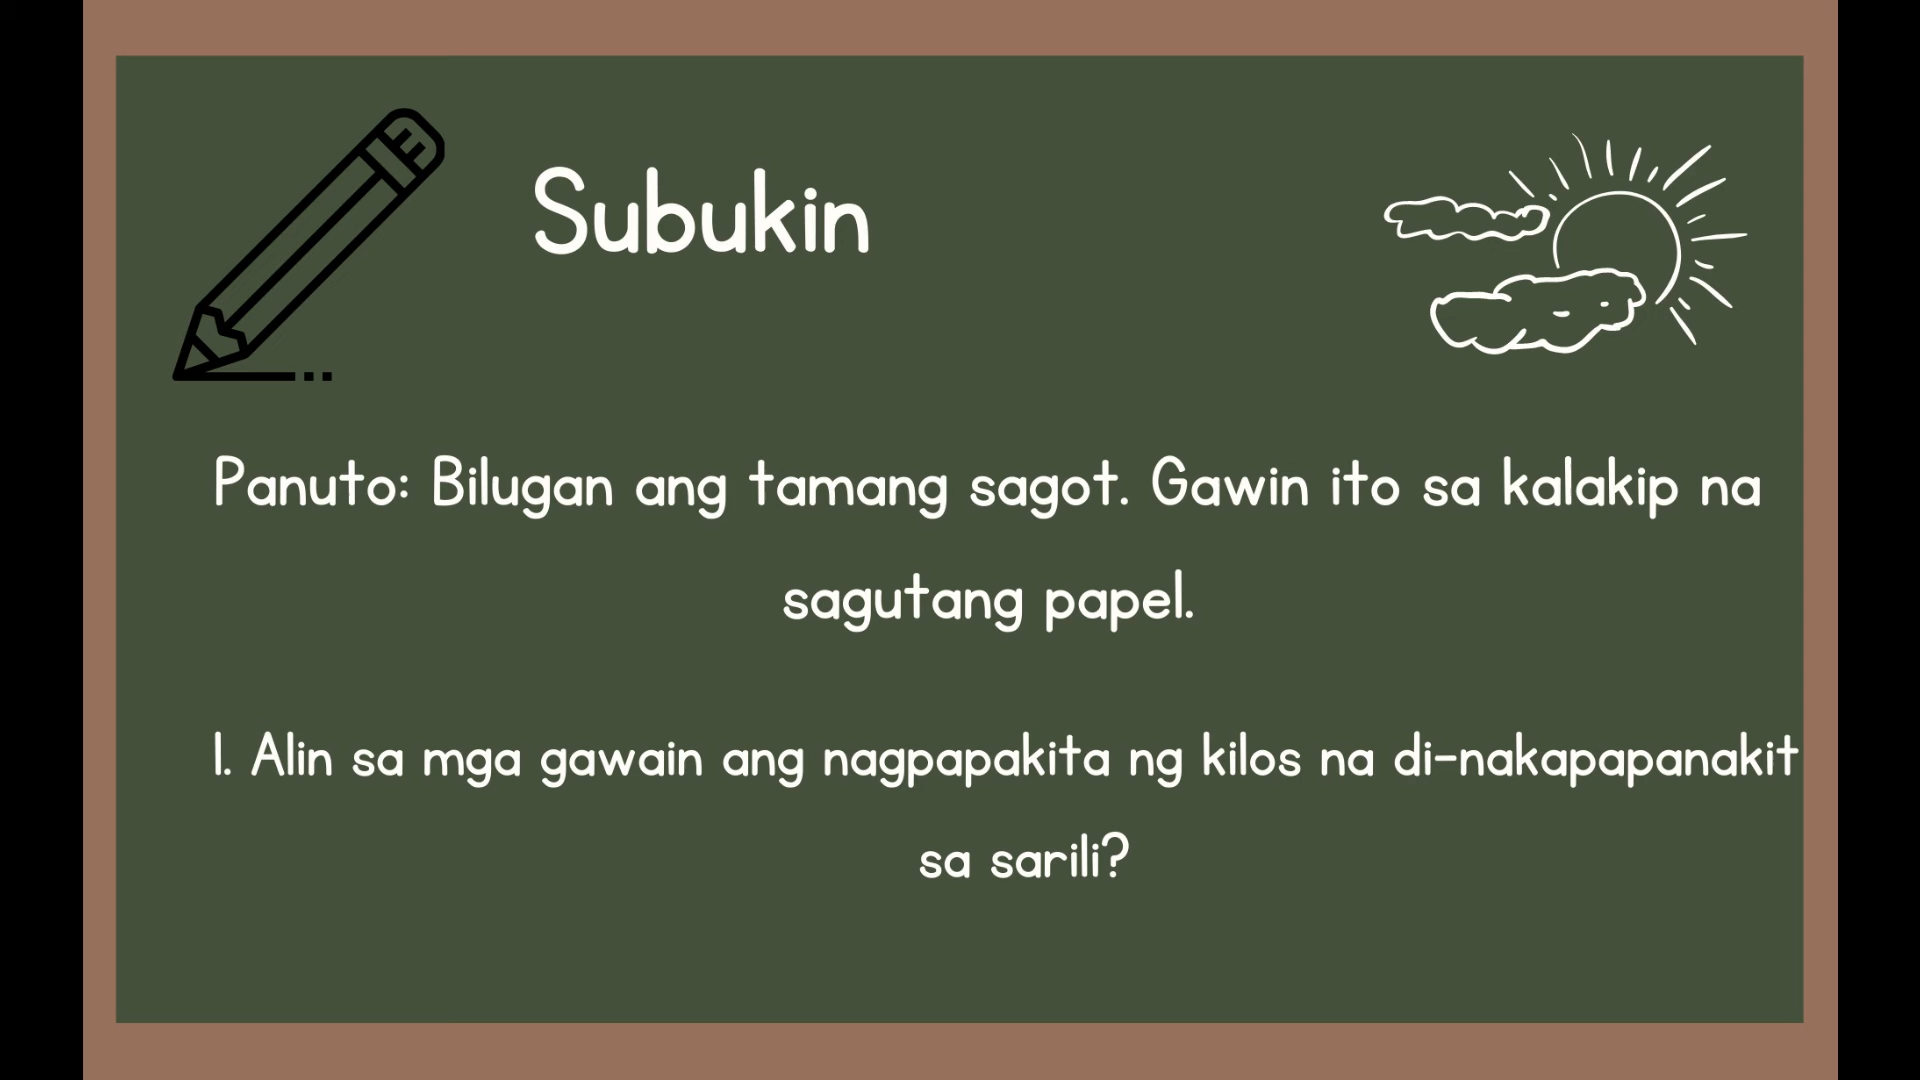 Subukin
Panuto: Bilugan ang tamang sagot. Gawin ito sa kalakip na
sagutang papel.
1. Alin sa mga gawain ang nagpapakita ng kilos na di-nakapapanakit
sa sarili?